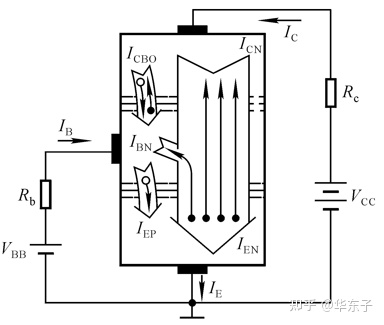 I_CN
I_C
I_CBO
I_B
I_BN
R_c
R_b
V_CC
I_EP
I_EN
V_BB
I_E
知乎 @华东子